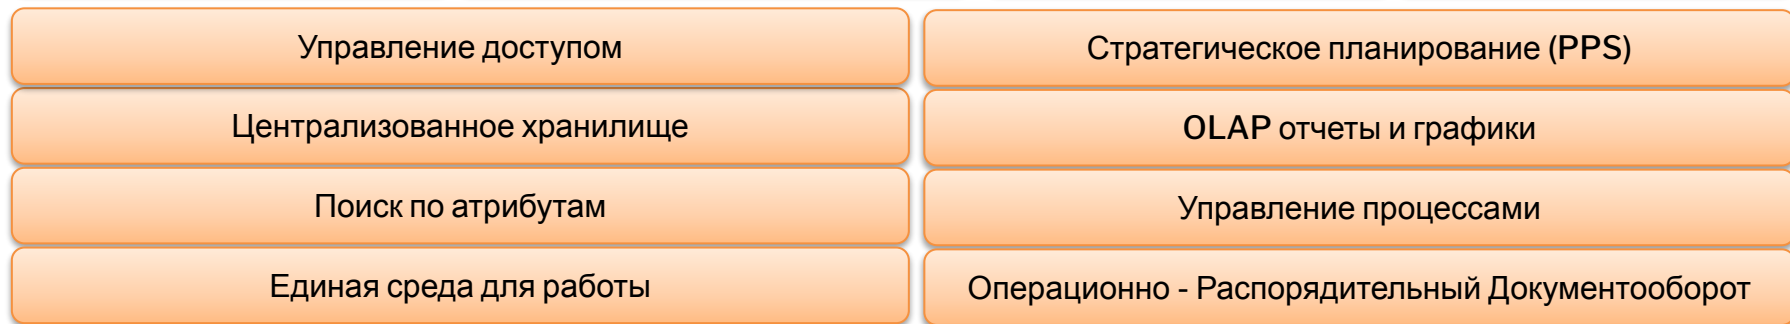 Управление доступом
Централизованное хранилище
Поиск по атрибутам
Единая среда для работы
Стратегическое планирование (PPS)
OLAP отчеты и графики
Управление процессами
Операционно - Распорядительный Документооборот